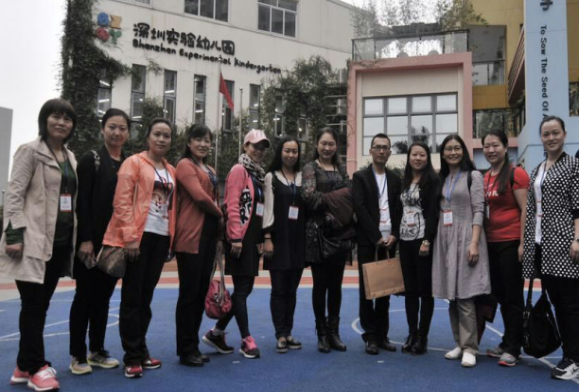 深圳实验幼儿园
Shenzhen Experimental Kindergarten
To Sow The Seed Of A